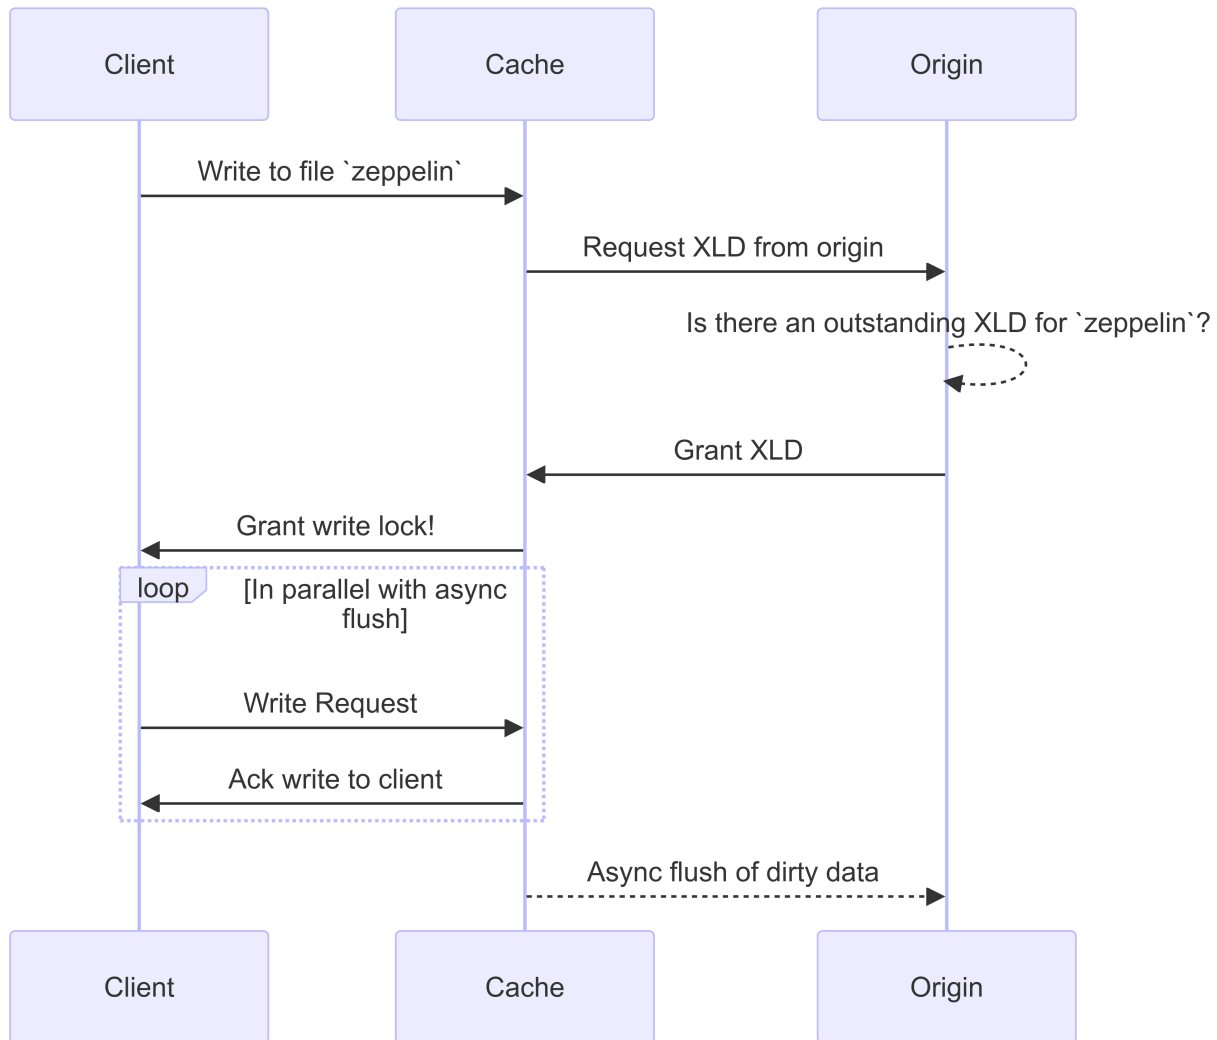 Client
Cache
Origin
Write to file `zeppelin`
Request XLD from origin
Is there an outstanding XLD for `zeppelin`?
Grant XLD
Grant write lock!
loop
[In parallel with async
flush]
Write Request
Ack write to client
Async flush of dirty data
Client
Cache
Origin